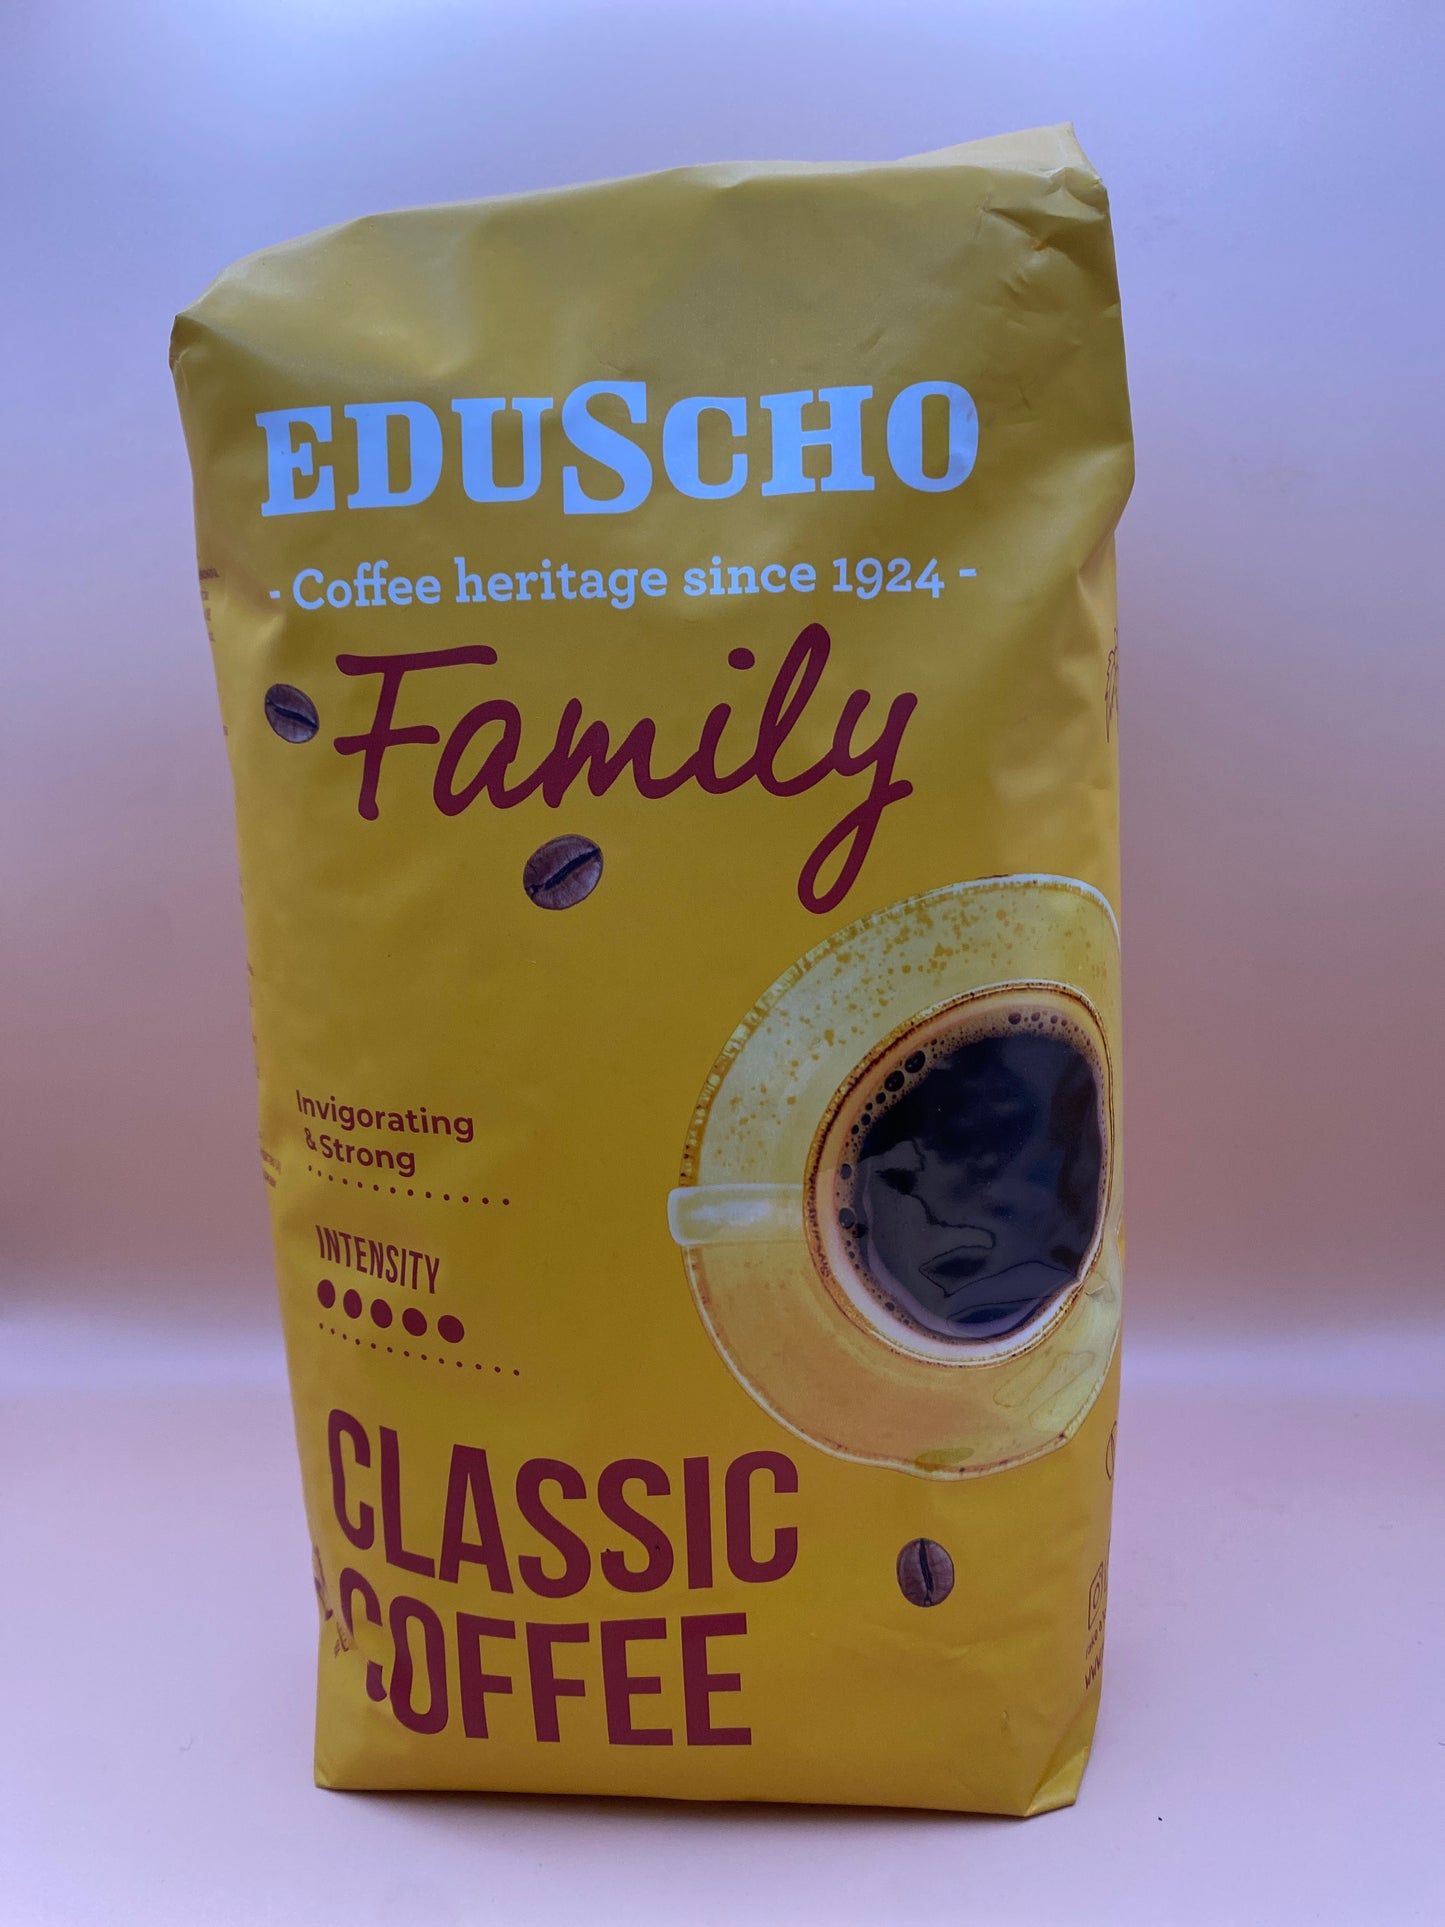 EDUSCHO
- Coffee heritage since 1924 -
Family
Invigorating
& Strong
INTENSITY
CLASSIC
COFFEE